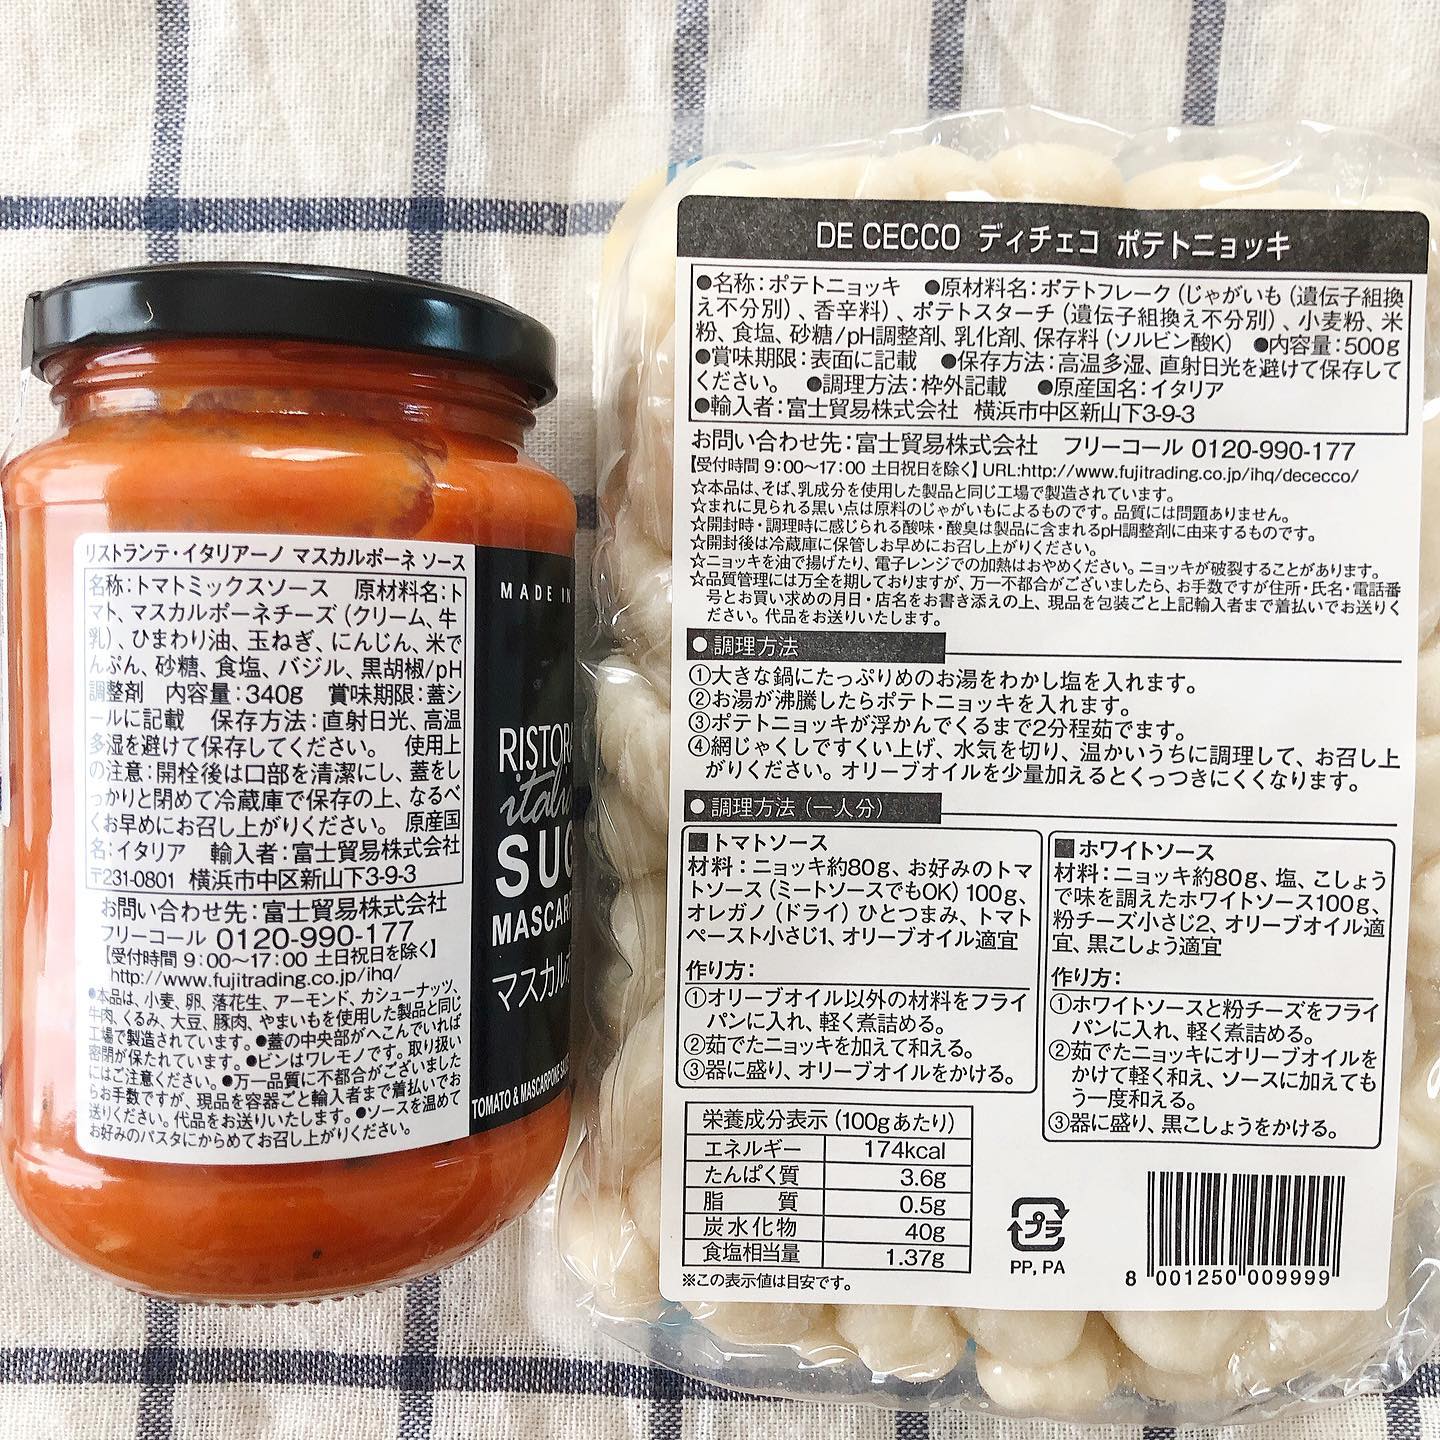 リストランテ・イタリアーノ マスカルポーネ ソース
名称:トマトミックスソース 原材料名:ト
マト、マスカルポーネチーズ(クリーム、牛
乳)、ひまわり油、玉ねぎ、にんじん、米で
んぷん、砂糖、食塩、バジル、黒胡椒/pH
調整剤 内容量:340g 賞味期限:蓋シ
ールに記載 保存方法:直射日光、高温
多湿を避けて保存してください。 使用上
の注意:開栓後は口部を清潔にし、蓋をし
っかりと閉めて冷蔵庫で保存の上、なるべ
くお早めにお召し上がりください。 原産国
名:イタリア 輸入者:富士貿易株式会社
〒231-0801 横浜市中区新山下3-9-3
お問い合わせ先:富士貿易株式会社
フリーコール 0120-990-177
【受付時間 9:00〜17:00 土日祝日を除く】
http://www.fujitrading.co.jp/ihq/
●本品は、小麦、卵、落花生、アーモンド、カシューナッツ、
牛肉、くるみ、大豆、豚肉、やまいもを使用した製品と同じ
工場で製造されています。●蓋の中央部がへこんでいれば
密閉が保たれています。●ビンはワレモノです。取り扱い
にはご注意ください。●万一品質に不都合がございました
らお手数ですが、現品を容器ごと輸入者まで着払いでお
送りください。代品をお送りいたします。●ソースを温めて
お好みのパスタにからめてお召し上がりください。
MADE IN
RISTORA
italia
SUG
MASCAR
マスカルポ
TOMATO & MASCARPONE SA
DE CECCO ディチェコ ポテトニョッキ
●名称:ポテトニョッキ ●原材料名:ポテトフレーク(じゃがいも(遺伝子組換
え不分別)、香辛料)、ポテトスターチ(遺伝子組換え不分別)、小麦粉、米
粉、食塩、砂糖/pH調整剤、乳化剤、保存料(ソルビン酸K) ●内容量:500g
●賞味期限:表面に記載 ●保存方法:高温多湿、直射日光を避けて保存して
ください。 ●調理方法:枠外記載 ●原産国名:イタリア
●輸入者:富士貿易株式会社 横浜市中区新山下3-9-3
お問い合わせ先:富士貿易株式会社 フリーコール 0120-990-177
【受付時間 9:00〜17:00 土日祝日を除く】URL:http://www.fujitrading.co.jp/ihq/dececco/
☆本品は、そば、乳成分を使用した製品と同じ工場で製造されています。
☆まれに見られる黒い点は原料のじゃがいもによるものです。品質には問題ありません。
☆開封時・調理時に感じられる酸味・酸臭は製品に含まれるpH調整剤に由来するものです。
☆開封後は冷蔵庫に保管しお早めにお召し上がりください。
☆ニョッキを油で揚げたり、電子レンジでの加熱はおやめください。ニョッキが破裂することがあります。
☆品質管理には万全を期しておりますが、万一不都合がございましたら、お手数ですが住所・氏名・電話番
号とお買い求めの月日・店名をお書き添えの上、現品を包装ごと上記輸入者まで着払いでお送りく
ださい。代品をお送りいたします。
●調理方法
①大きな鍋にたっぷりめのお湯をわかし塩を入れます。
②お湯が沸騰したらポテトニョッキを入れます。
③ポテトニョッキが浮かんでくるまで2分程茹でます。
④網じゃくしですくい上げ、水気を切り、温かいうちに調理して、お召し上
がりください。オリーブオイルを少量加えるとくっつきにくくなります。
●調理方法(一人分)
■トマトソース
材料:ニョッキ約80g、お好みのトマ
トソース(ミートソースでもOK)100g、
オレガノ(ドライ)ひとつまみ、トマト
ペースト小さじ1、オリーブオイル適宜
作り方:
①オリーブオイル以外の材料をフライ
パンに入れ、軽く煮詰める。
②茹でたニョッキを加えて和える。
③器に盛り、オリーブオイルをかける。
■ホワイトソース
材料:ニョッキ約80g、塩、こしょう
で味を調えたホワイトソース100g、
粉チーズ小さじ2、オリーブオイル適
宜、黒こしょう適宜
作り方:
①ホワイトソースと粉チーズをフライ
パンに入れ、軽く煮詰める。
②茹でたニョッキにオリーブオイルを
かけて軽く和え、ソースに加えても
う一度和える。
③器に盛り、黒こしょうをかける。
栄養成分表示(100gあたり)
エネルギー 174kcal
たんぱく質 3.6g
脂質 0.5g
炭水化物 40g
食塩相当量 1.37g
※この表示値は目安です。
プラ
PP, PA
8 001250 009999